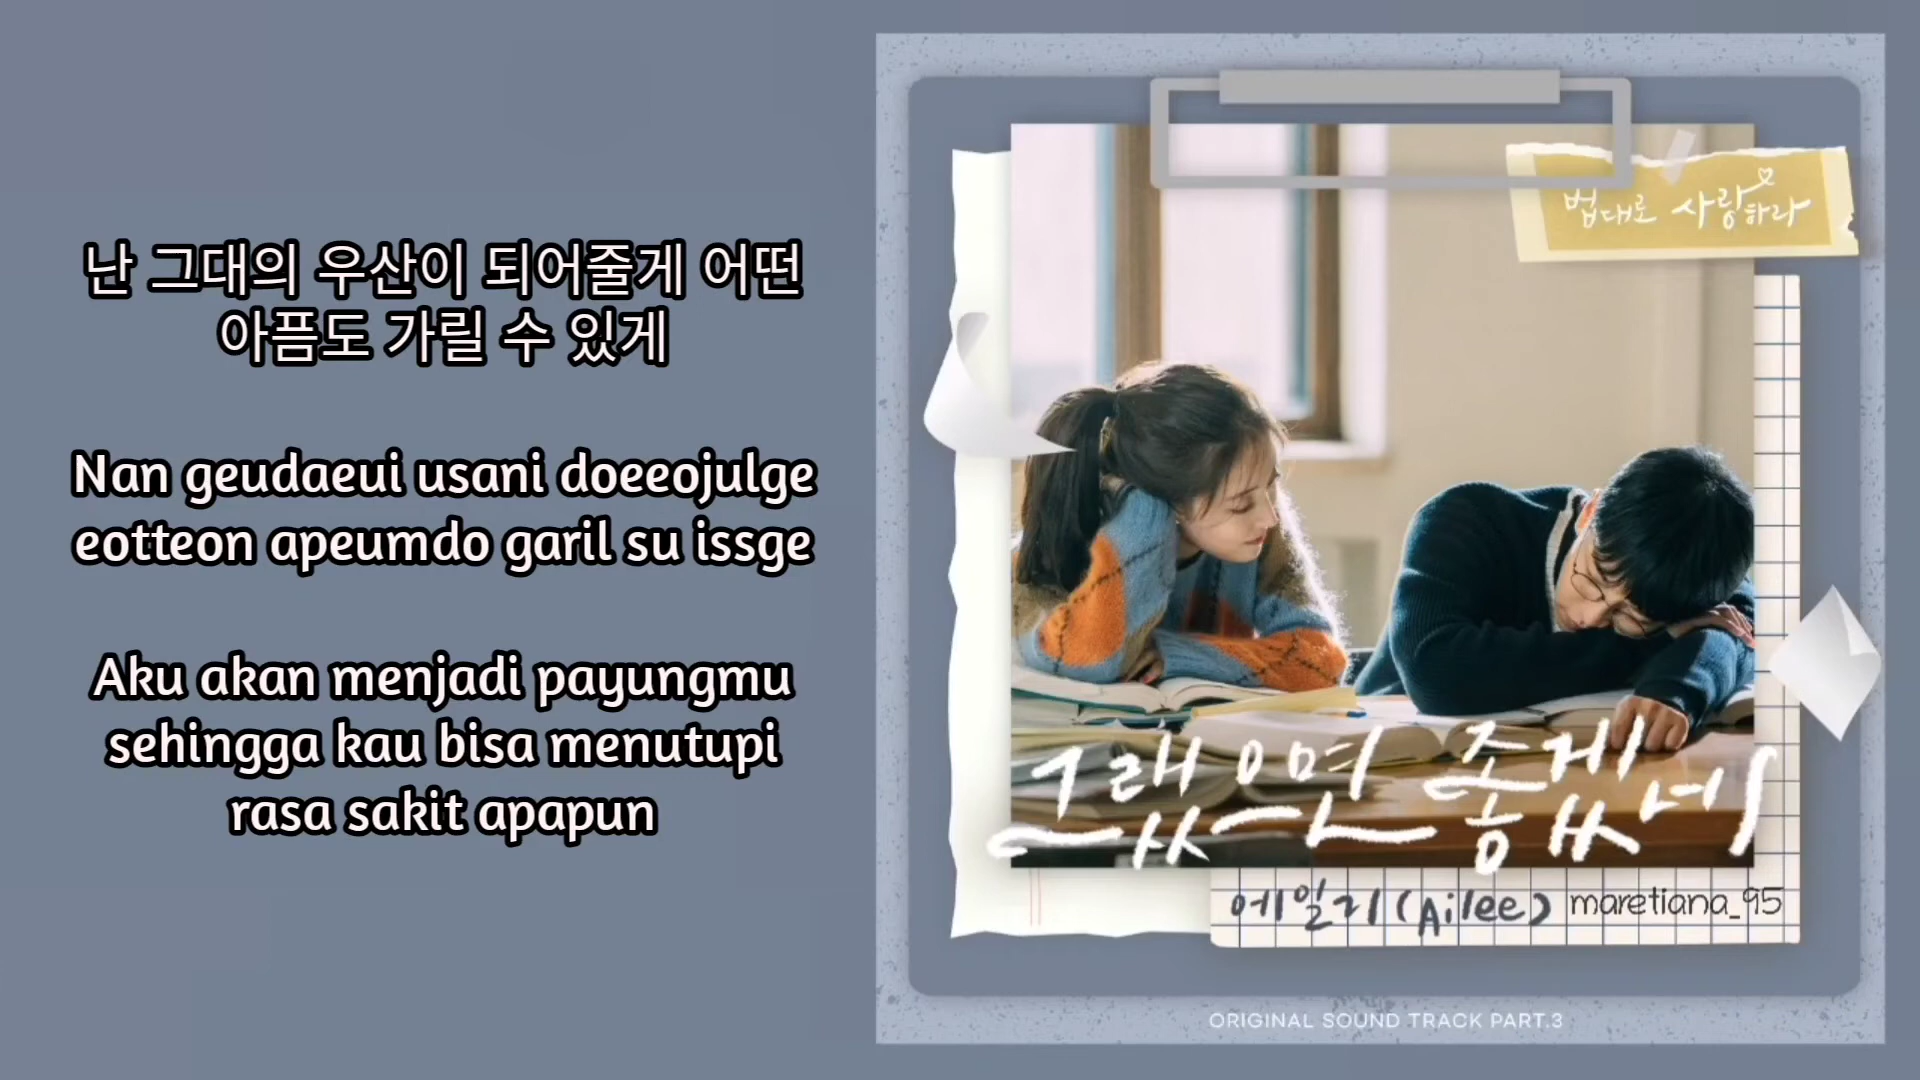 난 그대의 우산이 되어줄게 어떤
아픔도 가릴 수 있게
Nan geudaeui usani doeeojulge
eotteon apeumdo garil su issge
Aku akan menjadi payungmu
sehingga kau bisa menutupi
rasa sakit apapun
법대로 사랑하라
그랬으면 좋겠네
에일리(Ailee) maretiana_95
ORIGINAL SOUND TRACK PART.3